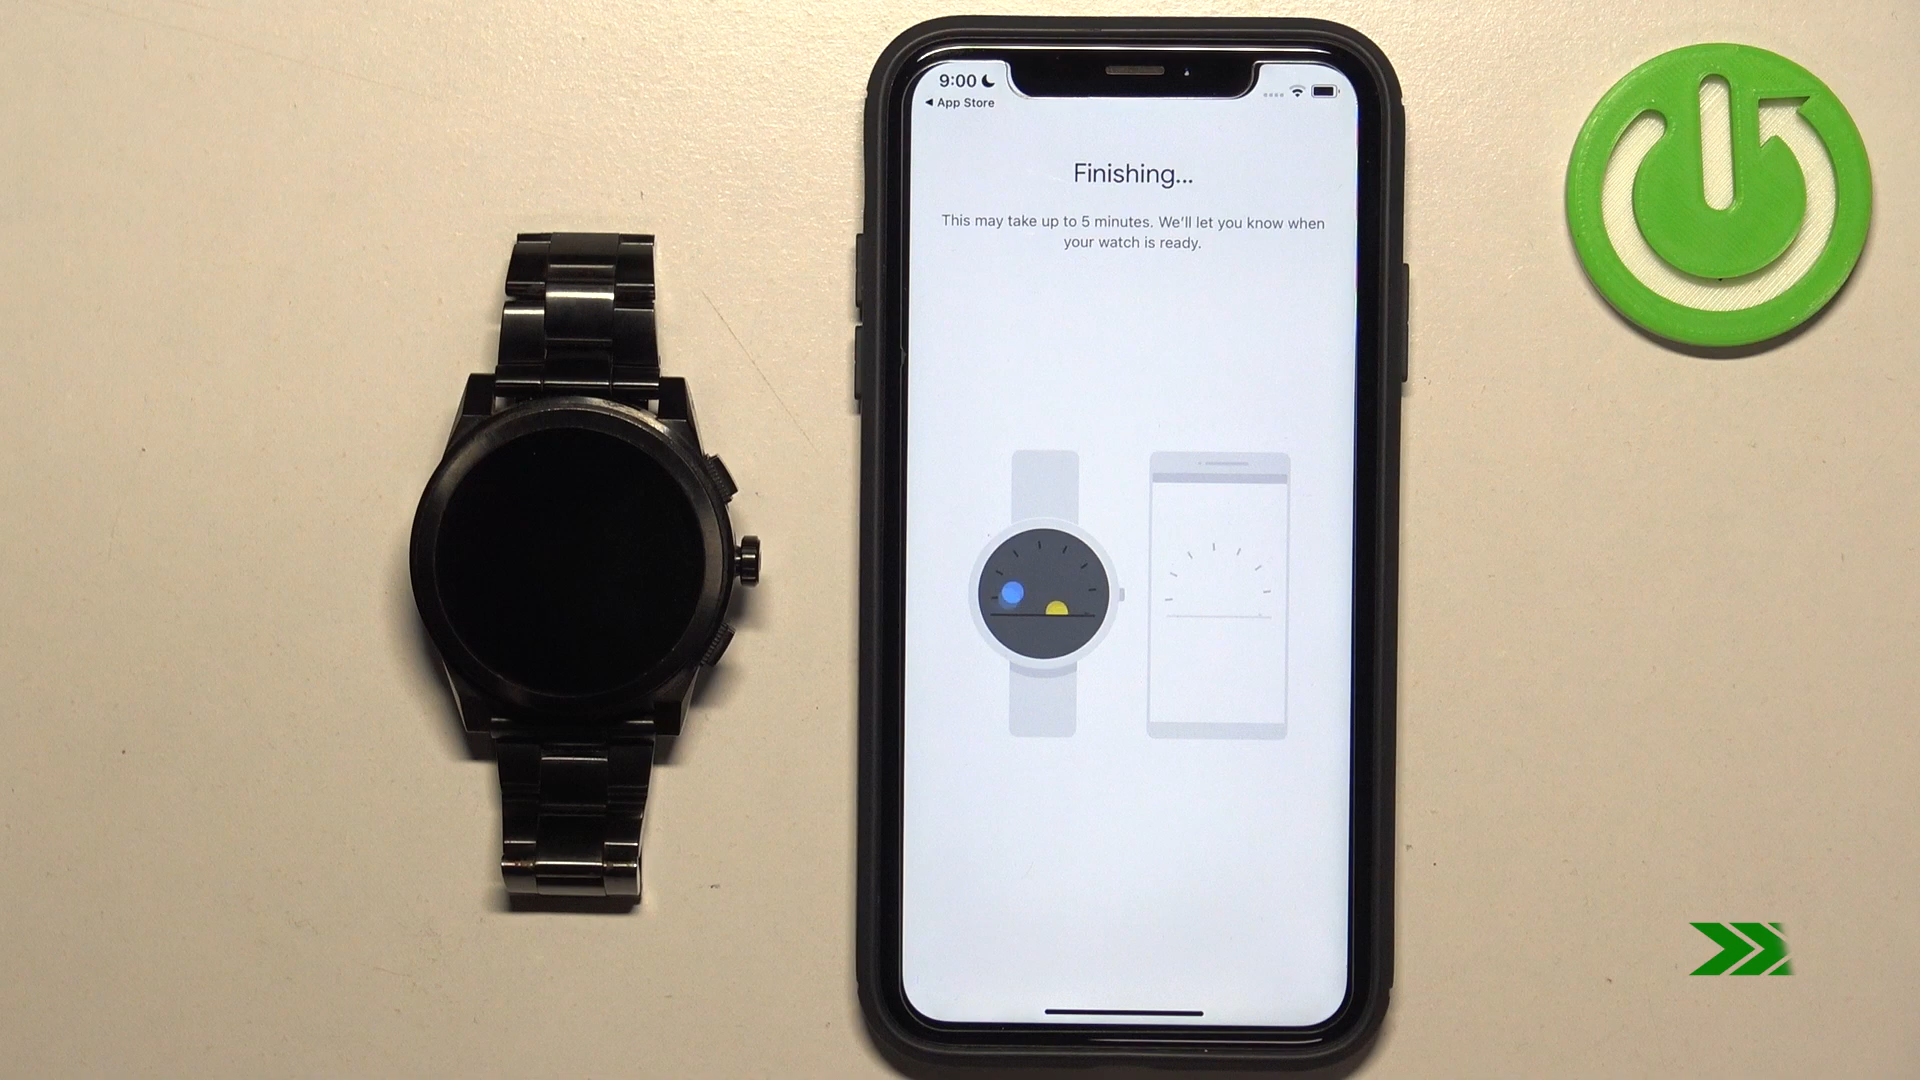 9:00
◀ App Store
Finishing...
This may take up to 5 minutes. We'll let you know when
your watch is ready.